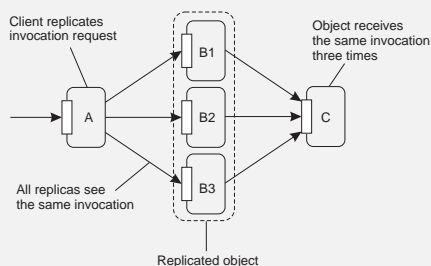 Client replicates
invocation request
Object receives
the same invocation
three times
B1
A
B2
C
B3
All replicas see
the same invocation
Replicated object